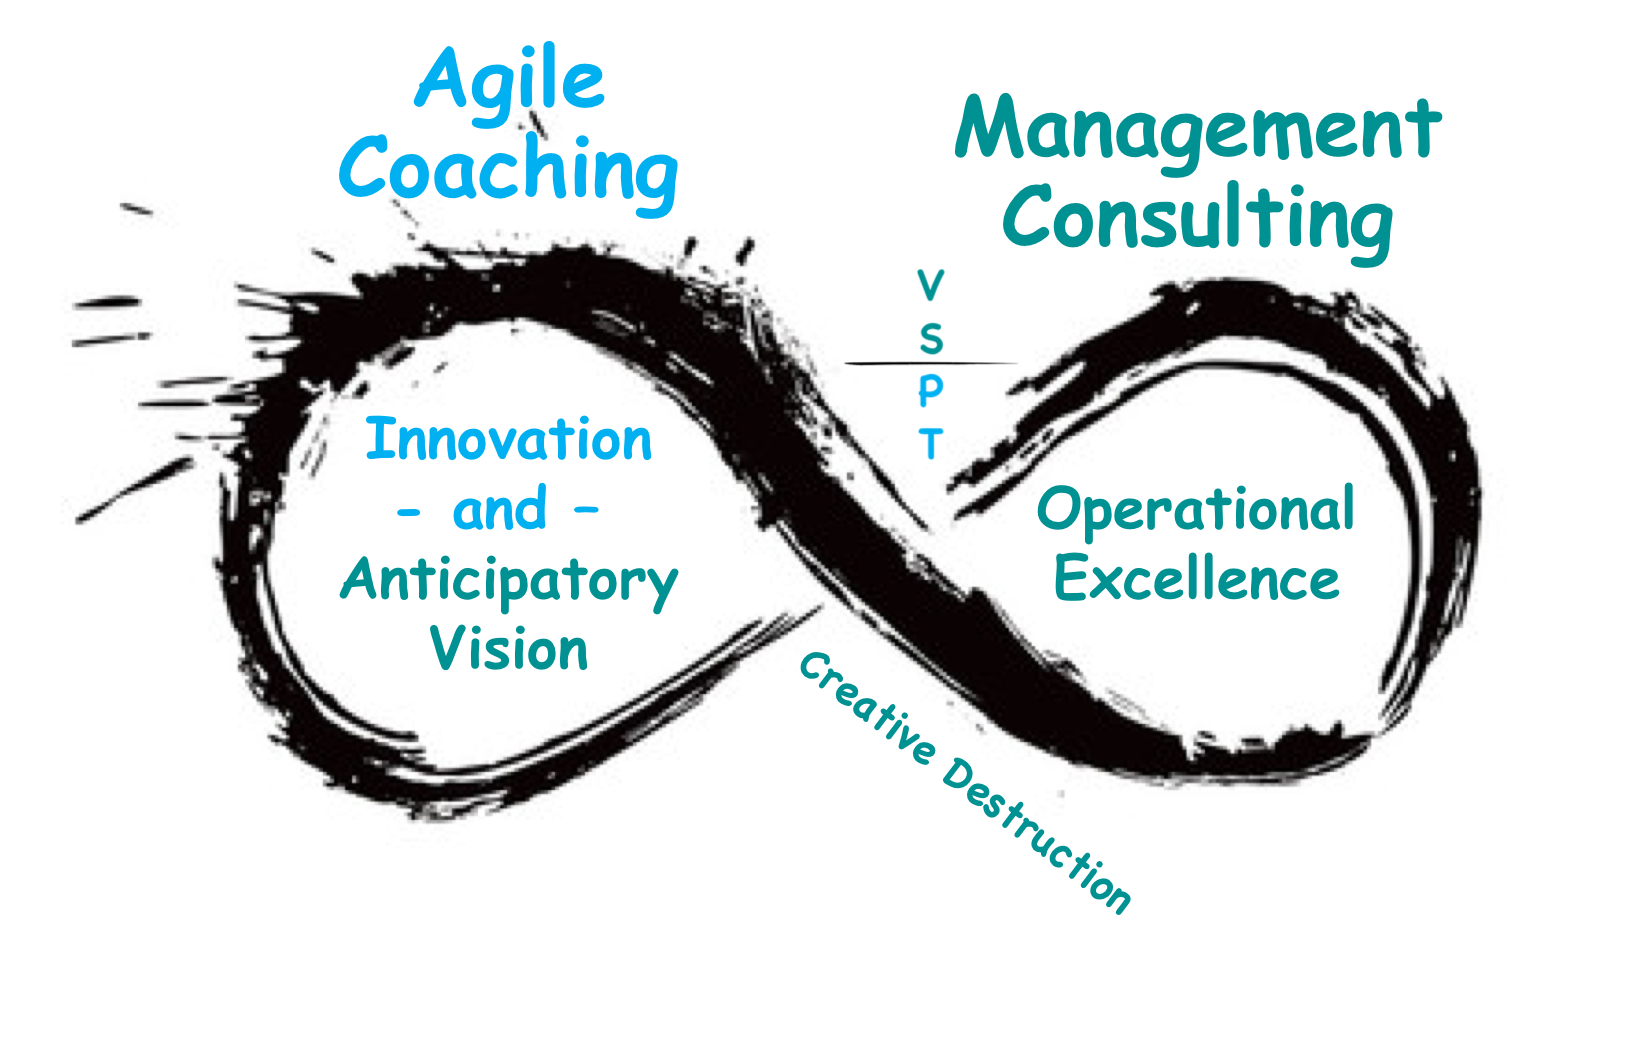 Agile
Coaching
Management
Consulting
V
S
P
T
Innovation
- and –
Anticipatory
Vision
Operational
Excellence
Creative Destruction